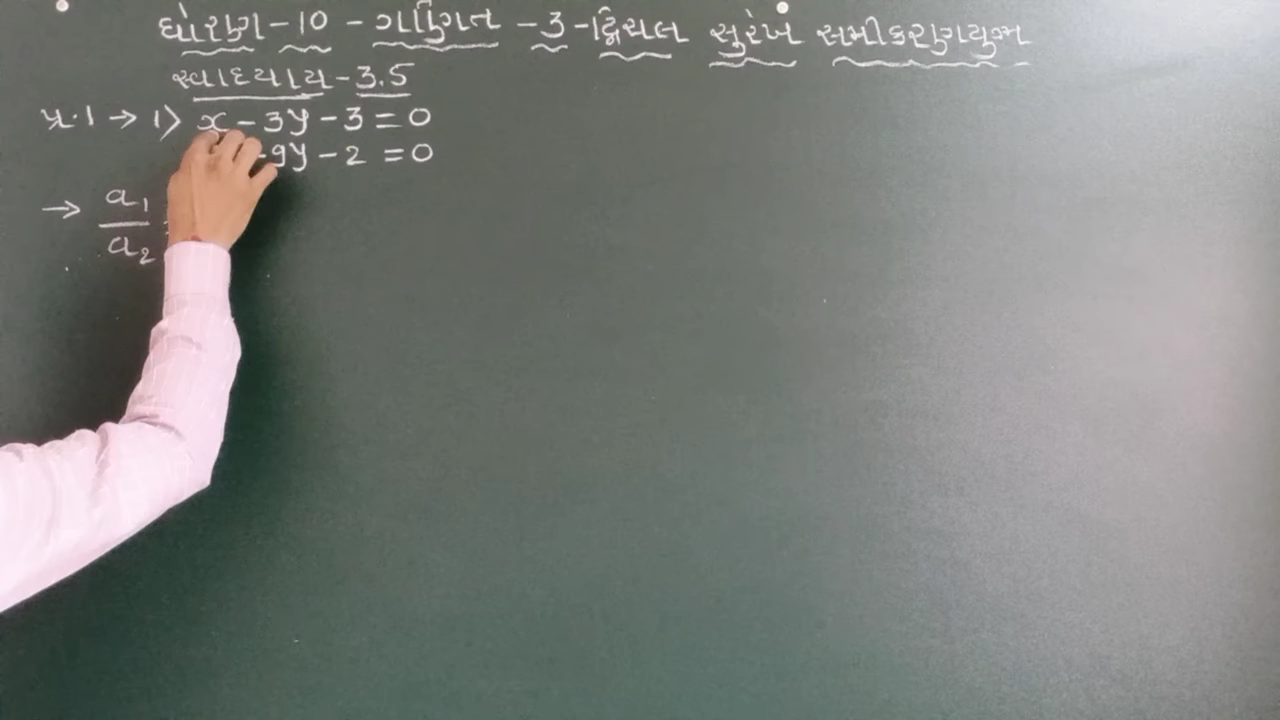 ધોરણ - 10 - ગણિત - 3 - દ્વિચલ સુરેખ સમીકરણયુગ્મ
સ્વાધ્યાય - 3.5
પ્ર.1 → 1) x - 3y - 3 = 0
- 9y - 2 = 0
→ a₁
a₂